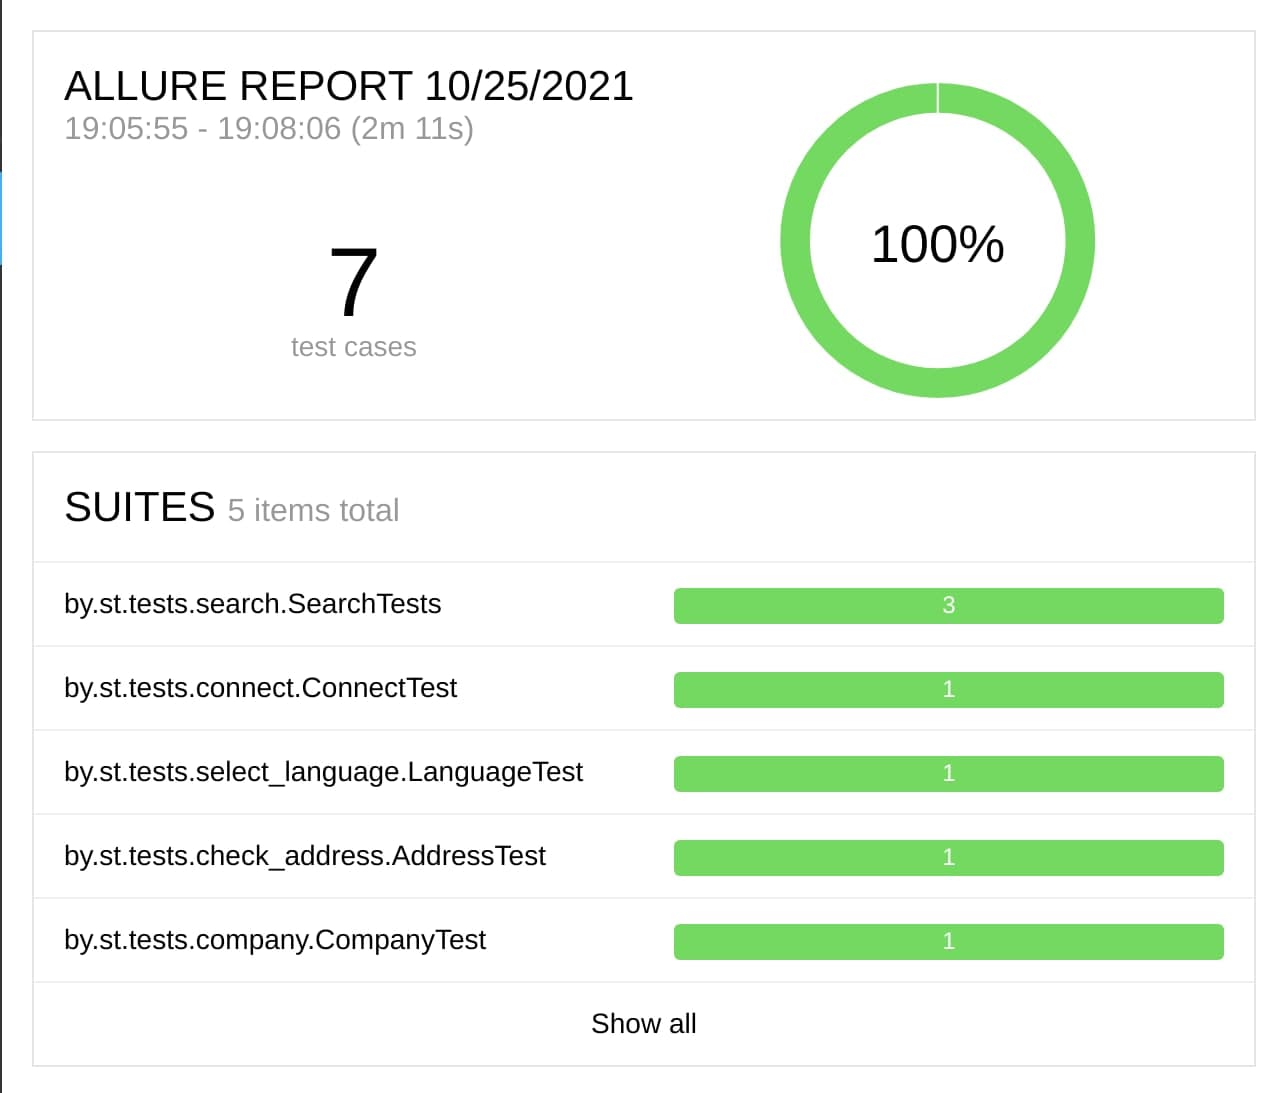 ALLURE REPORT 10/25/2021
19:05:55 - 19:08:06 (2m 11s)
7
test cases
100%
SUITES 5 items total
by.st.tests.search.SearchTests 3
by.st.tests.connect.ConnectTest 1
by.st.tests.select_language.LanguageTest 1
by.st.tests.check_address.AddressTest 1
by.st.tests.company.CompanyTest 1
Show all